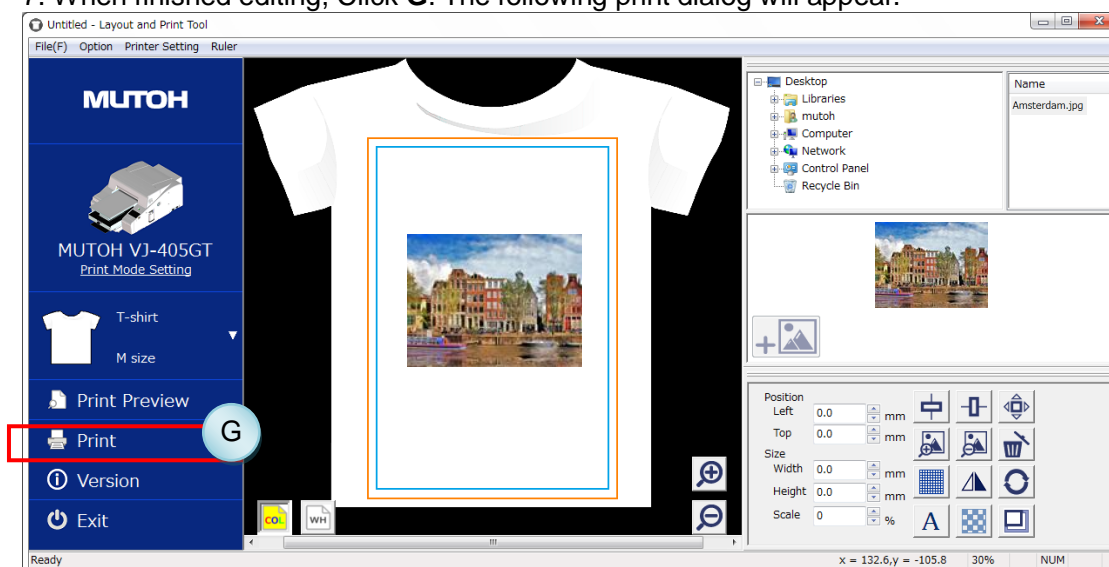 7. When finished editing, Click G. The following print dialog will appear.
Untitled - Layout and Print Tool
File(F) Option Printer Setting Ruler
MUTOH
MUTOH VJ-405GT
Print Mode Setting
T-shirt
M size
Print Preview
Print
G
Version
Exit
COL
WH
Desktop
Libraries
mutoh
Computer
Network
Control Panel
Recycle Bin
Name
Amsterdam.jpg
Position
Left 0.0 mm
Top 0.0 mm
Size
Width 0.0 mm
Height 0.0 mm
Scale 0 %
A
Ready x = 132.6,y = -105.8 30% NUM